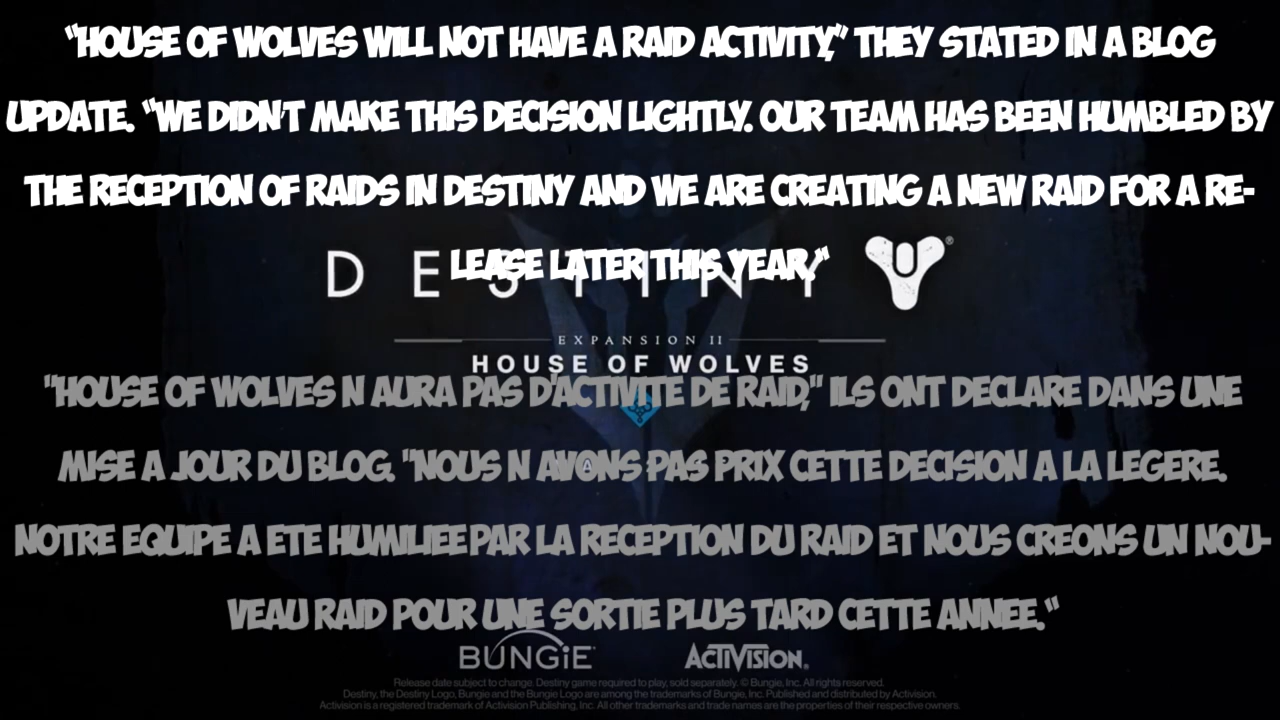 "HOUSE OF WOLVES WILL NOT HAVE A RAID ACTIVITY," THEY STATED IN A BLOG
UPDATE. "WE DIDN'T MAKE THIS DECISION LIGHTLY. OUR TEAM HAS BEEN HUMBLED BY
THE RECEPTION OF RAIDS IN DESTINY AND WE ARE CREATING A NEW RAID FOR A RE-
LEASE LATER THIS YEAR."
DESTINY ®
EXPANSION II
HOUSE OF WOLVES
"HOUSE OF WOLVES N AURA PAS D'ACTIVITE DE RAID," ILS ONT DECLARE DANS UNE
MISE A JOUR DU BLOG. "NOUS N AVONS PAS PRIX CETTE DECISION A LA LEGERE.
NOTRE EQUIPE A ETE HUMILIEE PAR LA RECEPTION DU RAID ET NOUS CREONS UN NOU-
VEAU RAID POUR UNE SORTIE PLUS TARD CETTE ANNEE."
BUNGiE ACTIVISION.
Release date subject to change. Destiny game required to play, sold separately. © Bungie, Inc. All rights reserved.
Destiny, the Destiny Logo, Bungie and the Bungie Logo are among the trademarks of Bungie, Inc. Published and distributed by Activision.
Activision is a registered trademark of Activision Publishing, Inc. All other trademarks and trade names are the properties of their respective owners.